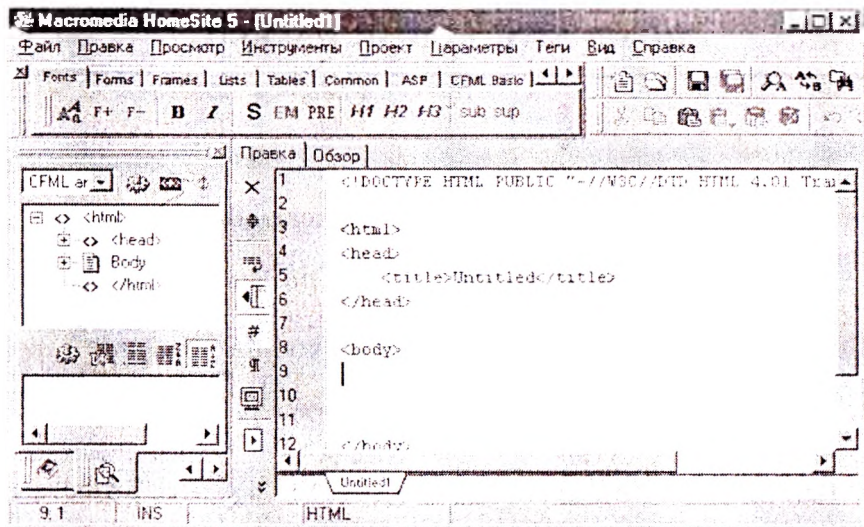 Macromedia HomeSite 5 - [Untitled1]
Файл Правка Просмотр Инструменты Проект Параметры Теги Вид Справка
Fonts Forms Frames Lists Tables Common ASP CFML Basic
F+ F- B I S EM PRE H1 H2 H3 sub sup
Правка Обзор
CFML ar
<html>
<head>
Body
</html>
1 <!DOCTYPE HTML PUBLIC "-//W3C//DTD HTML 4.01 Tran
2
3 <html>
4 <head>
5 <title>Untitled</title>
6 </head>
7
8 <body>
9
10
11
12 </body>
Untitled1
9: 1 INS HTML